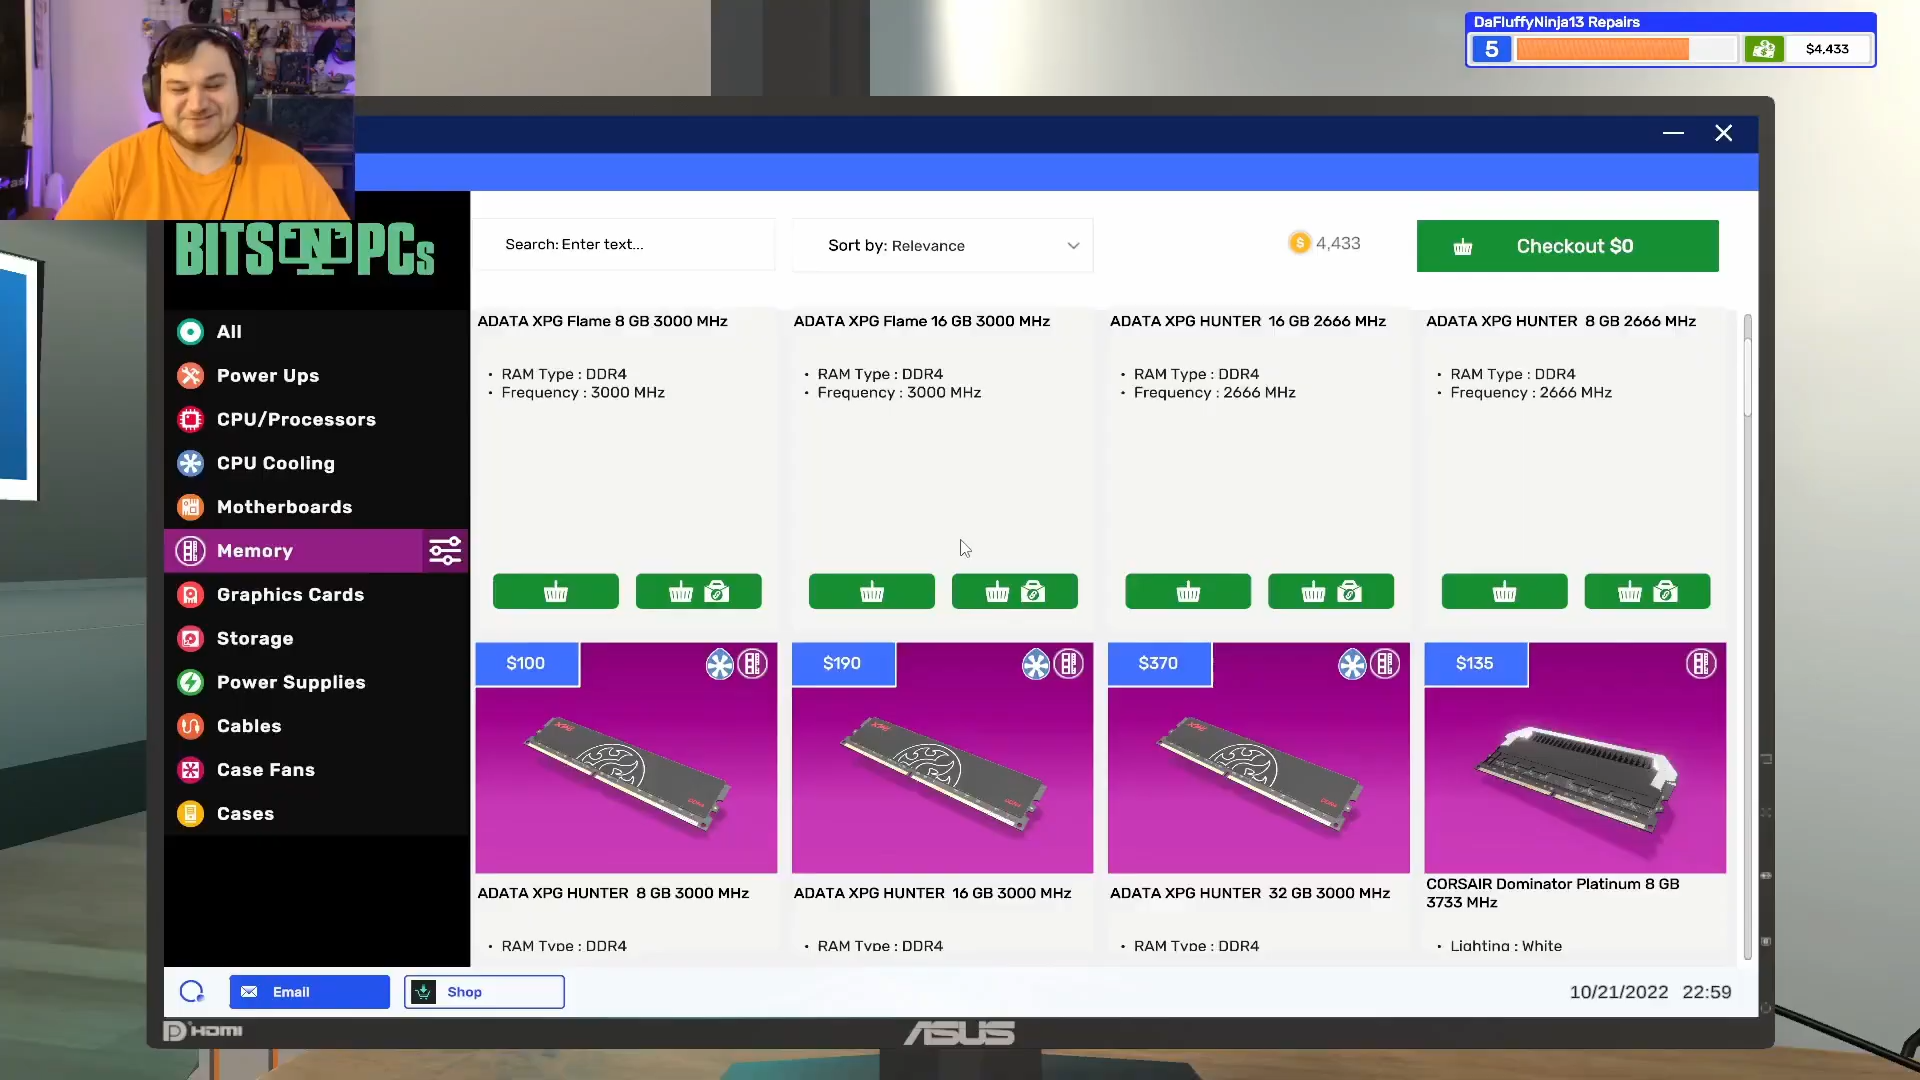 DaFluffyNinja13 Repairs
5
$4,433
BITS N PCs
Search: Enter text...
Sort by: Relevance
4,433
Checkout $0
All
Power Ups
CPU/Processors
CPU Cooling
Motherboards
Memory
Graphics Cards
Storage
Power Supplies
Cables
Case Fans
Cases
ADATA XPG Flame 8 GB 3000 MHz
• RAM Type : DDR4
• Frequency : 3000 MHz
ADATA XPG Flame 16 GB 3000 MHz
• RAM Type : DDR4
• Frequency : 3000 MHz
ADATA XPG HUNTER 16 GB 2666 MHz
• RAM Type : DDR4
• Frequency : 2666 MHz
ADATA XPG HUNTER 8 GB 2666 MHz
• RAM Type : DDR4
• Frequency : 2666 MHz
$100
XPG
DDR4
ADATA XPG HUNTER 8 GB 3000 MHz
• RAM Type : DDR4
$190
XPG
DDR4
ADATA XPG HUNTER 16 GB 3000 MHz
• RAM Type : DDR4
$370
XPG
DDR4
ADATA XPG HUNTER 32 GB 3000 MHz
• RAM Type : DDR4
$135
CORSAIR Dominator Platinum 8 GB
3733 MHz
• Lighting : White
Email
Shop
10/21/2022 22:59
HDMI
ASUS